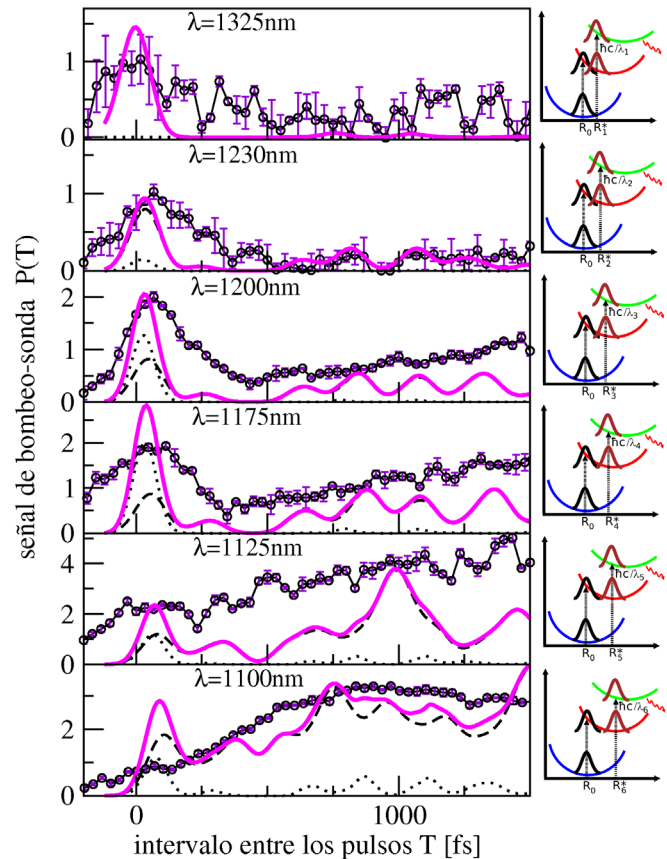 λ=1325nm
1
0
ħc/λ1
R0 R1*
λ=1230nm
1
0
ħc/λ2
R0 R2*
λ=1200nm
2
1
0
ħc/λ3
R0 R3*
λ=1175nm
2
1
0
ħc/λ4
R0 R4*
λ=1125nm
4
2
0
ħc/λ5
R0 R5*
λ=1100nm
2
0
ħc/λ6
R0 R6*
0 1000
señal de bombeo-sonda P(T)
intervalo entre los pulsos T [fs]